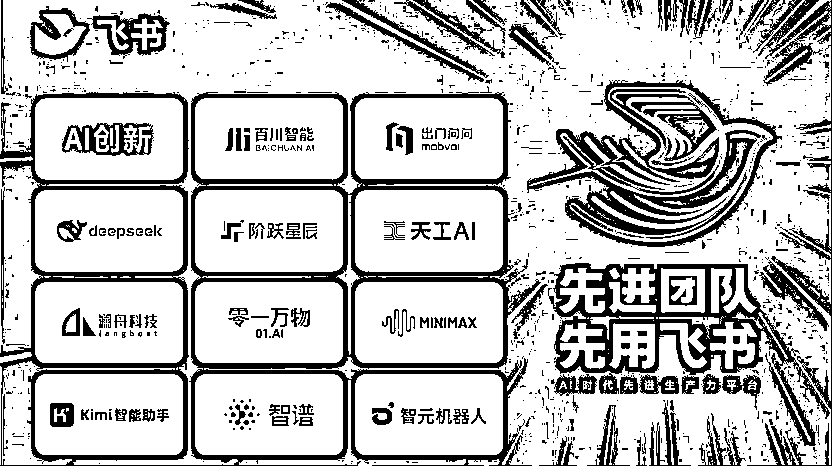 飞书
AI创新
百川智能
BAICHUAN AI
出门问问
mobvoi
deepseek
阶跃星辰
天工AI
澜舟科技
langboat
零一万物
01.AI
MINIMAX
Kimi智能助手
智谱
智元机器人
先进团队
先用飞书
AI时代先进生产力平台